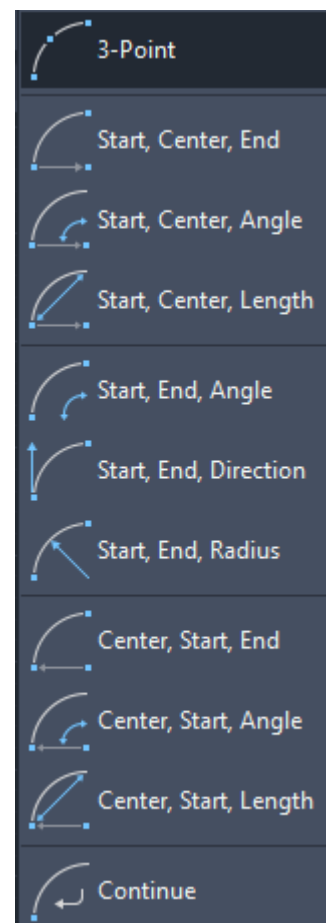 3-Point
Start, Center, End
Start, Center, Angle
Start, Center, Length
Start, End, Angle
Start, End, Direction
Start, End, Radius
Center, Start, End
Center, Start, Angle
Center, Start, Length
Continue